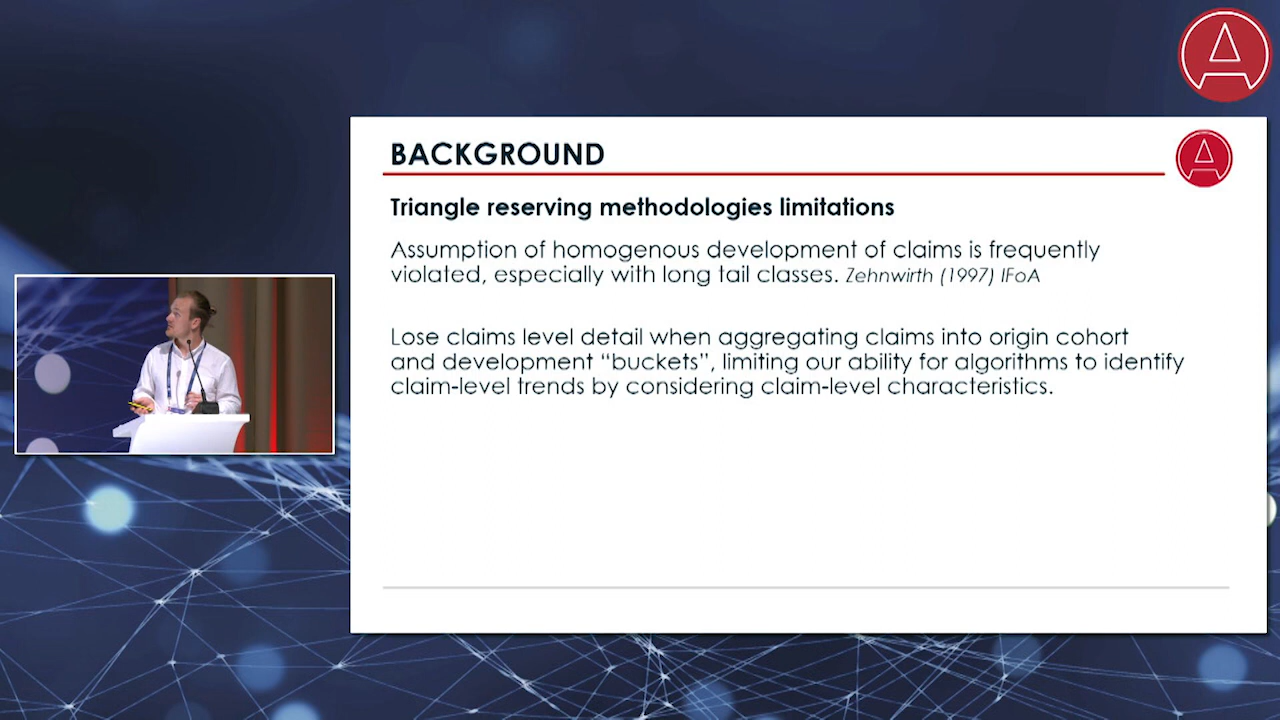 BACKGROUND
Triangle reserving methodologies limitations
Assumption of homogenous development of claims is frequently
violated, especially with long tail classes. Zehnwirth (1997) IFoA
Lose claims level detail when aggregating claims into origin cohort
and development “buckets”, limiting our ability for algorithms to identify
claim-level trends by considering claim-level characteristics.